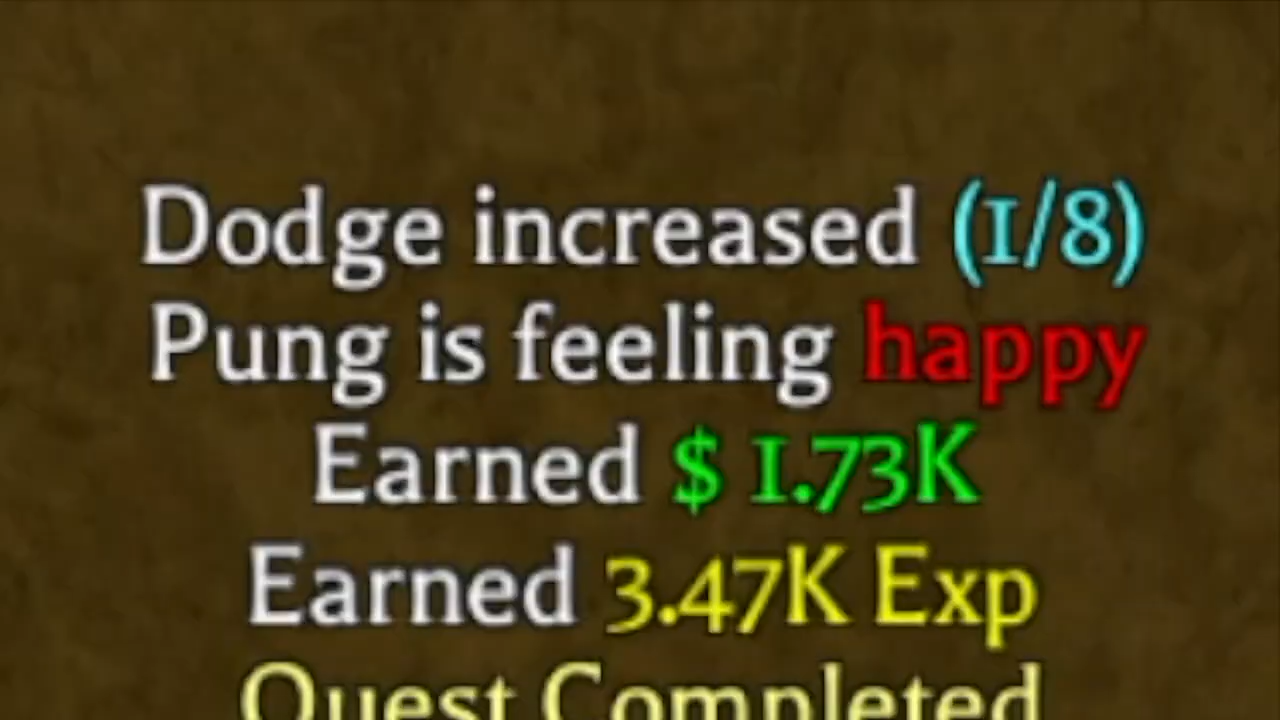 Dodge increased (1/8)
Pung is feeling happy
Earned $ 1.73K
Earned 3.47K Exp
Quest Completed